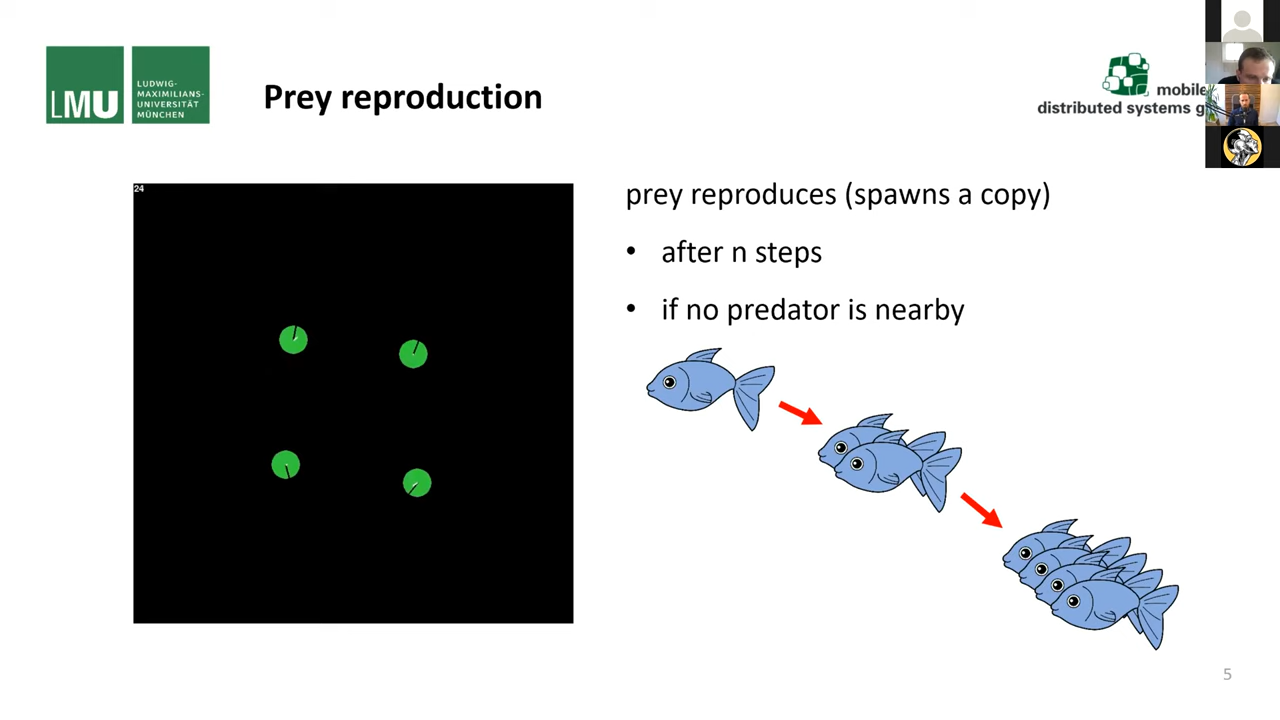 LMU
LUDWIG-
MAXIMILIANS-
UNIVERSITÄT
MÜNCHEN
Prey reproduction
mobile
distributed systems g
24
prey reproduces (spawns a copy)
• after n steps
• if no predator is nearby
5